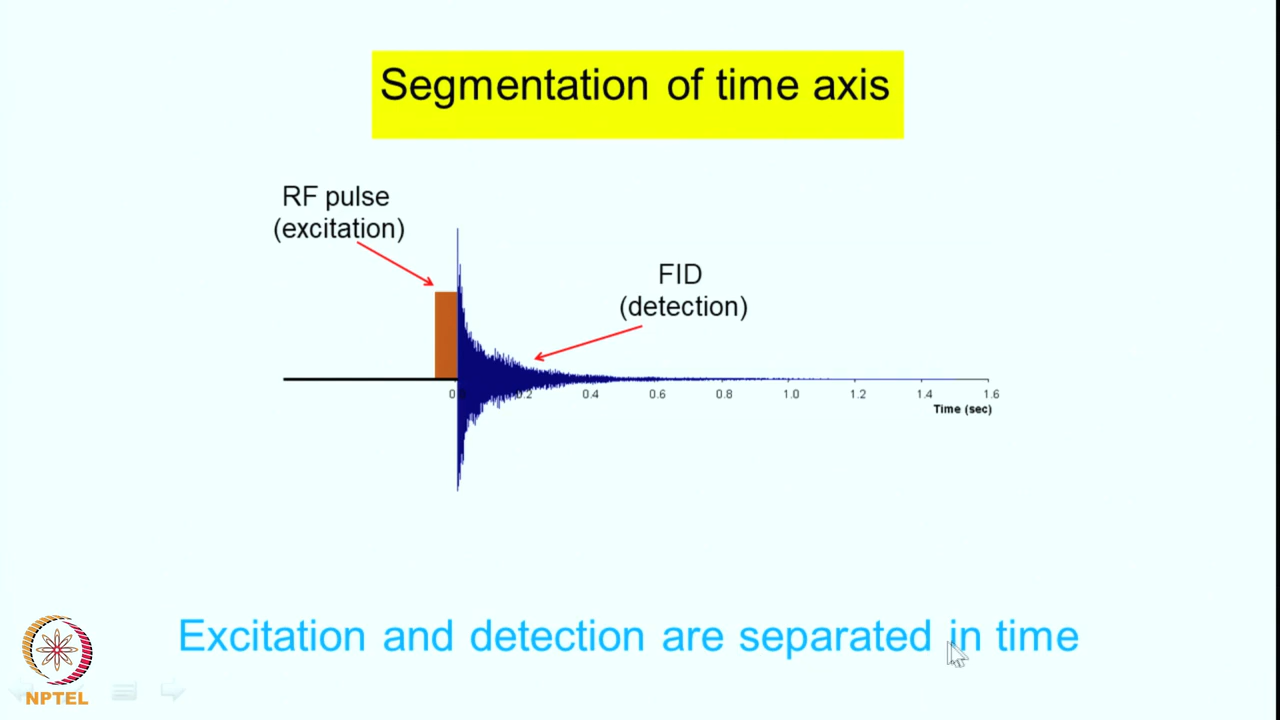 Segmentation of time axis
RF pulse
(excitation)
FID
(detection)
0.2 0.4 0.6 0.8 1.0 1.2 1.4 1.6
Time (sec)
Excitation and detection are separated in time
NPTEL